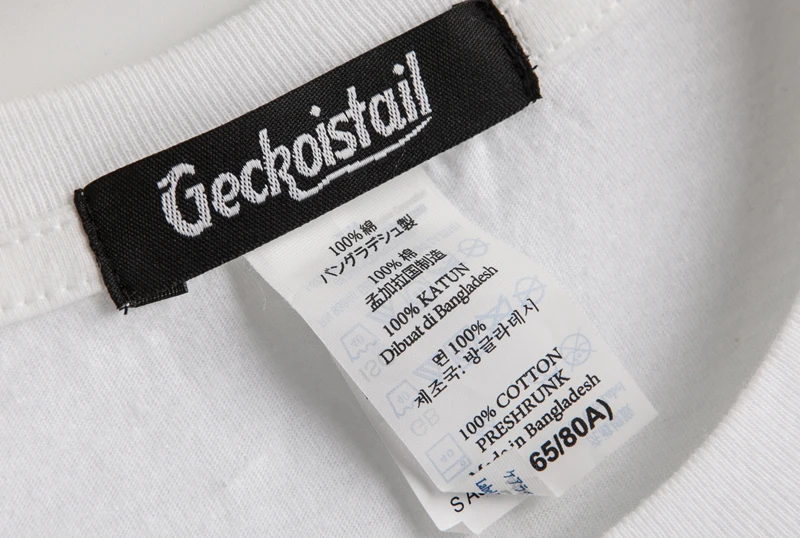 Geckoistail
100%綿
バングラデシュ製
100% 棉
孟加拉国制造
100% KATUN
Dibuat di Bangladesh
면 100%
제조국: 방글라데시
100% COTTON
PRESHRUNK
Made in Bangladesh
65/80A)